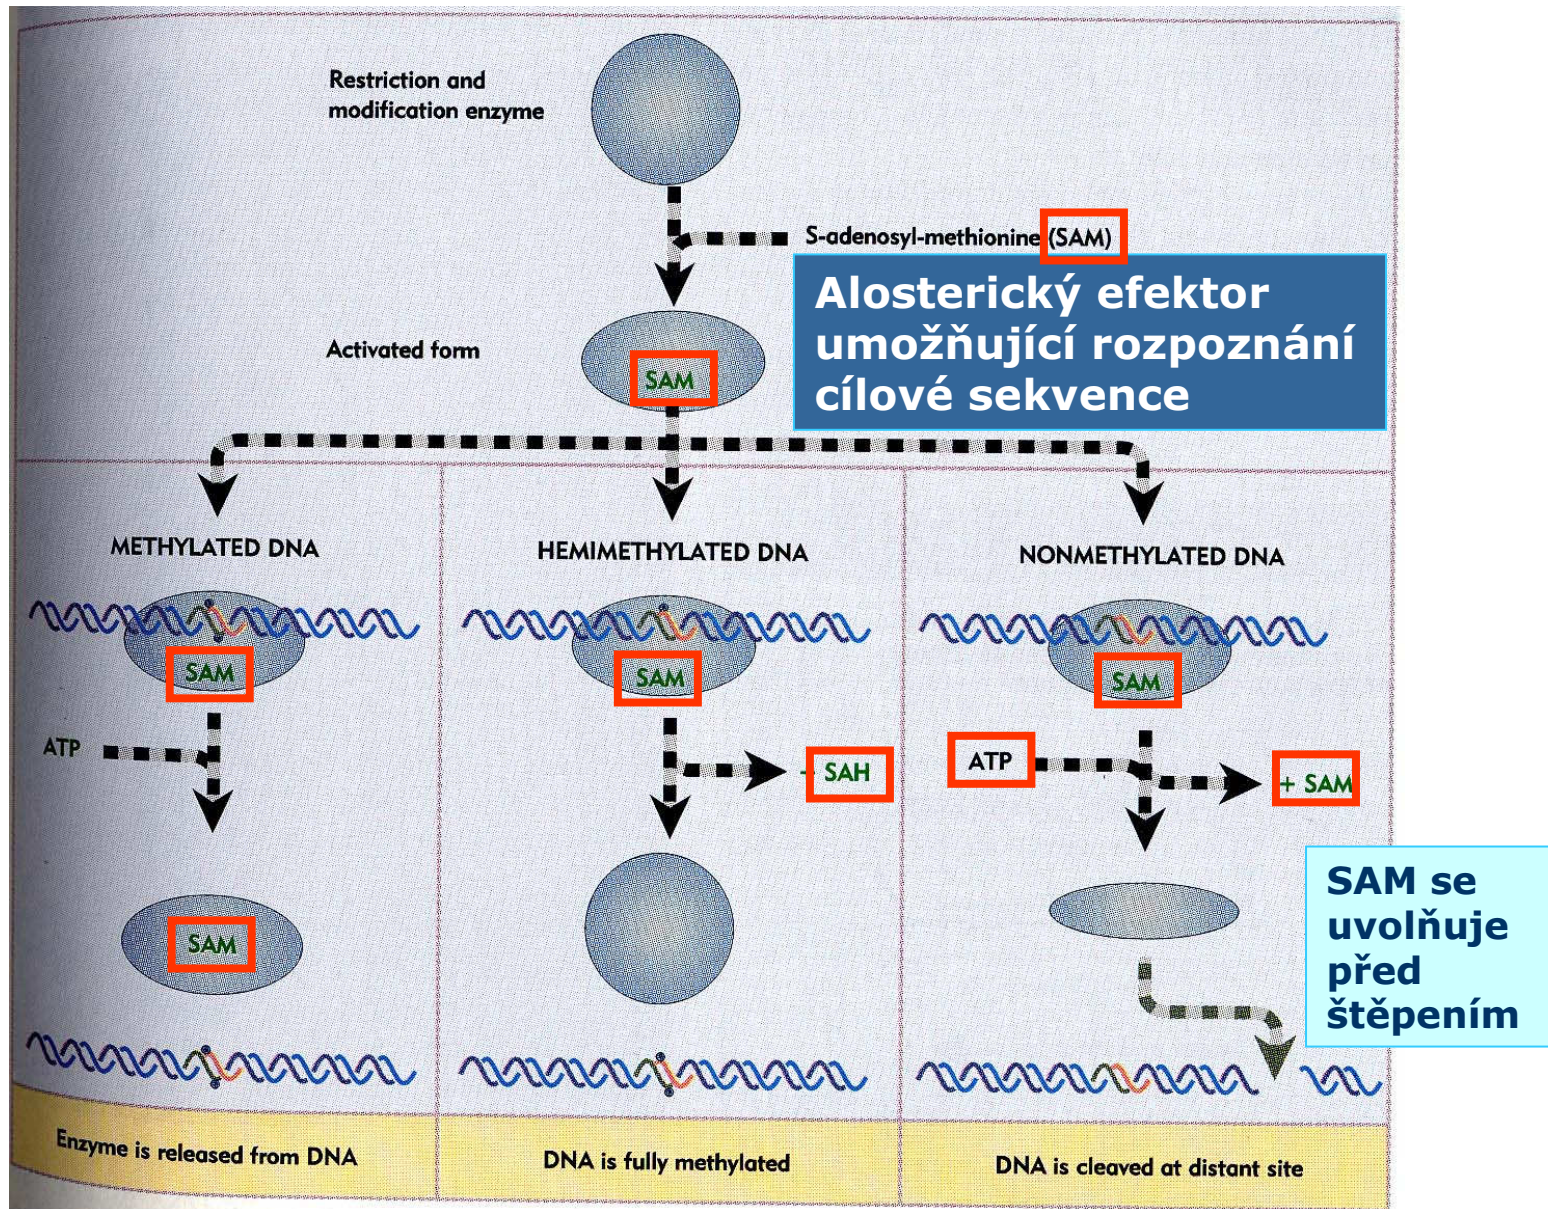 Restriction and
modification enzyme
S-adenosyl-methionine (SAM)
Alosterický efektor
umožňující rozpoznání
cílové sekvence
Activated form
SAM
METHYLATED DNA
HEMIMETHYLATED DNA
NONMETHYLATED DNA
SAM
SAM
SAM
ATP
+ SAH
ATP
+ SAM
SAM se
uvolňuje
před
štěpením
SAM
Enzyme is released from DNA
DNA is fully methylated
DNA is cleaved at distant site